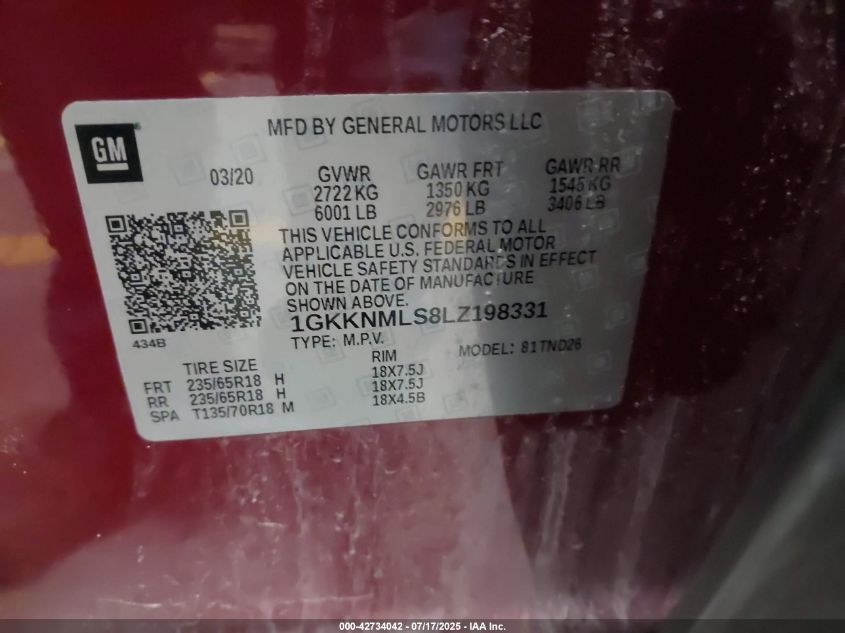 GM
MFD BY GENERAL MOTORS LLC
03/20 GVWR GAWR FRT GAWR RR
2722 KG 1350 KG 1545 KG
6001 LB 2976 LB 3406 LB
THIS VEHICLE CONFORMS TO ALL
APPLICABLE U.S. FEDERAL MOTOR
VEHICLE SAFETY STANDARDS IN EFFECT
ON THE DATE OF MANUFACTURE
SHOWN ABOVE.
434B
1GKKNMLS8LZ198331
TYPE: M.P.V. MODEL: 81TND26
TIRE SIZE RIM
FRT 235/65R18 H 18X7.5J
RR 235/65R18 H 18X7.5J
SPA T135/70R18 M 18X4.5B
000-42734042 - 07/17/2025 - IAA Inc.